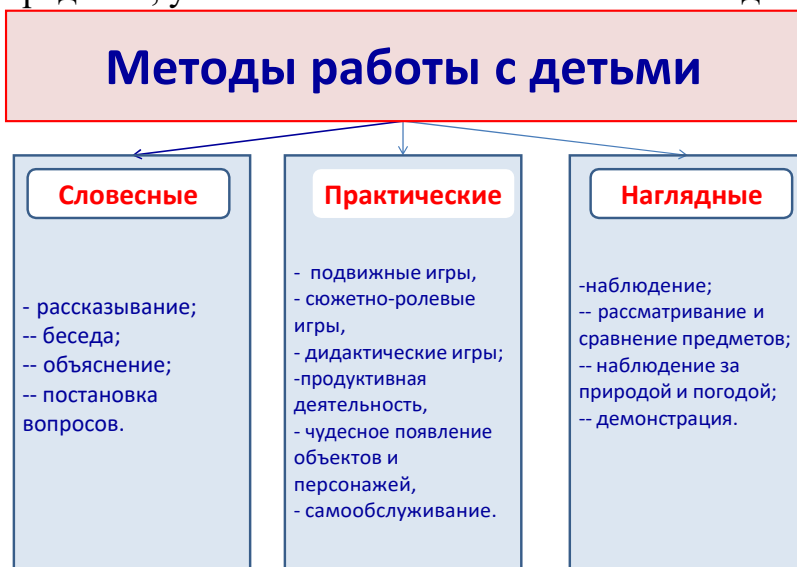 Методы работы с детьми
Словесные
- рассказывание;
-- беседа;
-- объяснение;
-- постановка
вопросов.
Практические
- подвижные игры,
- сюжетно-ролевые
игры,
- дидактические игры;
-продуктивная
деятельность,
- чудесное появление
объектов и
персонажей,
- самообслуживание.
Наглядные
-наблюдение;
-- рассматривание и
сравнение предметов;
-- наблюдение за
природой и погодой;
-- демонстрация.